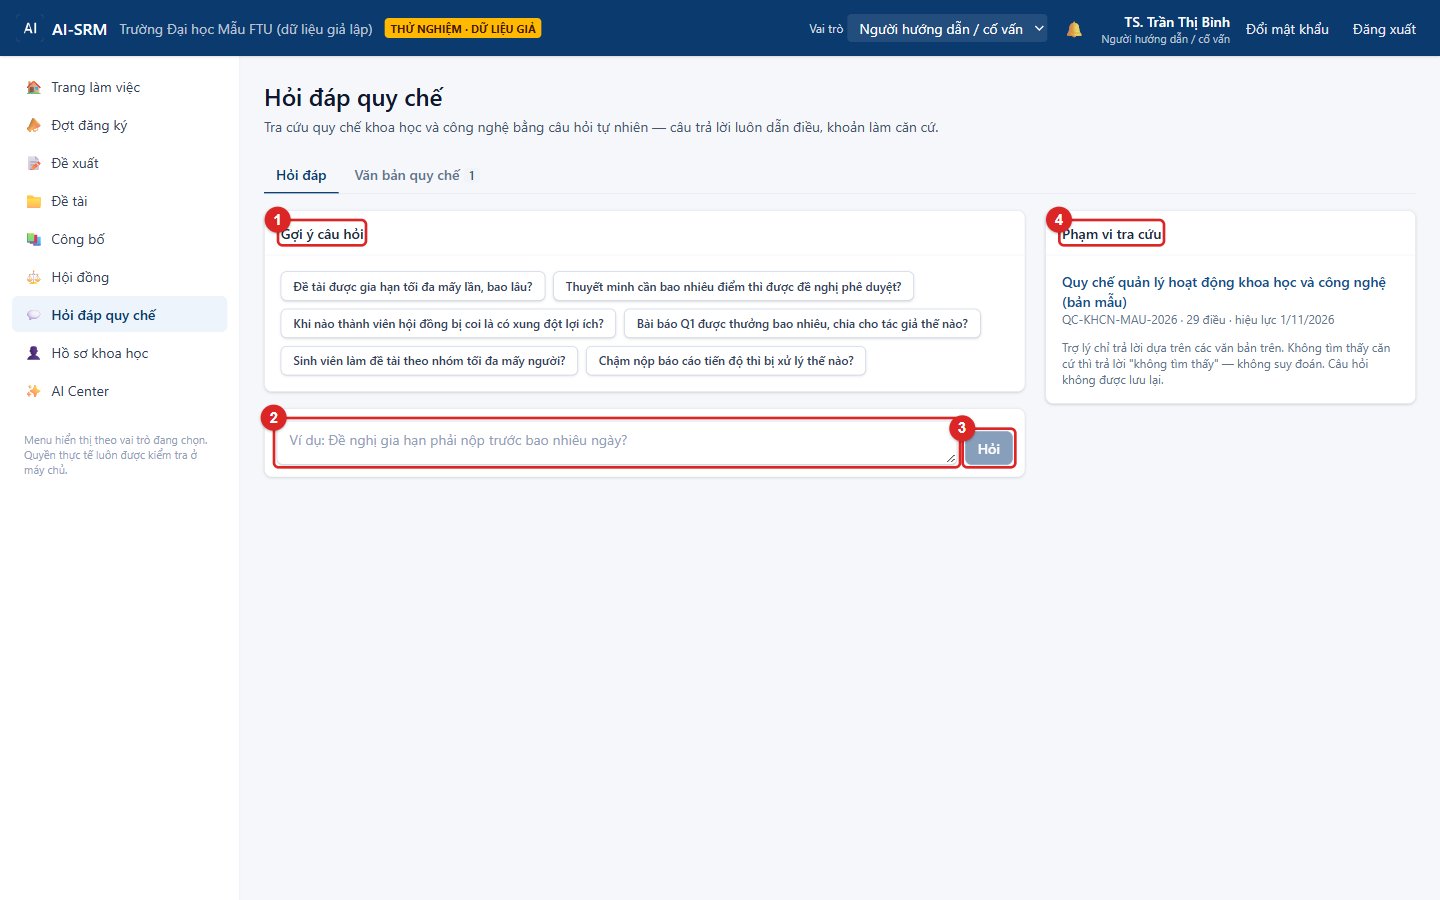 AI AI-SRM Trường Đại học Mẫu FTU (dữ liệu giả lập) THỬ NGHIỆM · DỮ LIỆU GIẢ
Vai trò Người hướng dẫn / cố vấn
TS. Trần Thị Bình
Người hướng dẫn / cố vấn
Đổi mật khẩu
Đăng xuất
Trang làm việc
Đợt đăng ký
Đề xuất
Đề tài
Công bố
Hội đồng
Hỏi đáp quy chế
Hồ sơ khoa học
AI Center
Menu hiển thị theo vai trò đang chọn.
Quyền thực tế luôn được kiểm tra ở
máy chủ.
Hỏi đáp quy chế
Tra cứu quy chế khoa học và công nghệ bằng câu hỏi tự nhiên — câu trả lời luôn dẫn điều, khoản làm căn cứ.
Hỏi đáp Văn bản quy chế 1
1
Gợi ý câu hỏi
Đề tài được gia hạn tối đa mấy lần, bao lâu? Thuyết minh cần bao nhiêu điểm thì được đề nghị phê duyệt?
Khi nào thành viên hội đồng bị coi là có xung đột lợi ích? Bài báo Q1 được thưởng bao nhiêu, chia cho tác giả thế nào?
Sinh viên làm đề tài theo nhóm tối đa mấy người? Chậm nộp báo cáo tiến độ thì bị xử lý thế nào?
2
Ví dụ: Đề nghị gia hạn phải nộp trước bao nhiêu ngày?
3
Hỏi
4
Phạm vi tra cứu
Quy chế quản lý hoạt động khoa học và công nghệ
(bản mẫu)
QC-KHCN-MAU-2026 · 29 điều · hiệu lực 1/11/2026
Trợ lý chỉ trả lời dựa trên các văn bản trên. Không tìm thấy căn
cứ thì trả lời "không tìm thấy" — không suy đoán. Câu hỏi
không được lưu lại.